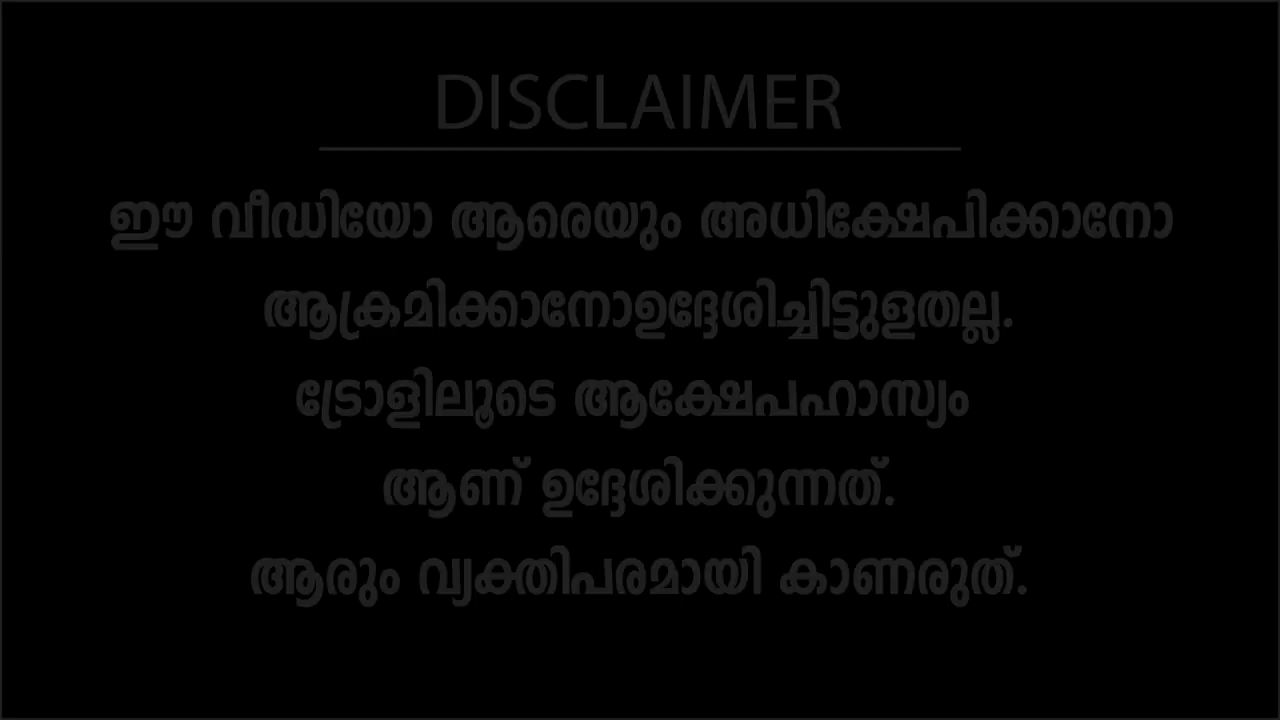 DISCLAIMER
ഈ വീഡിയോ ആരെയും അധിക്ഷേപിക്കാനോ
ആക്രമിക്കാനോഉദ്ദേശിച്ചിട്ടുളതല്ല.
ട്രോളിലൂടെ ആക്ഷേപഹാസ്യം
ആണ് ഉദ്ദേശിക്കുന്നത്.
ആരും വ്യക്തിപരമായി കാണരുത്.